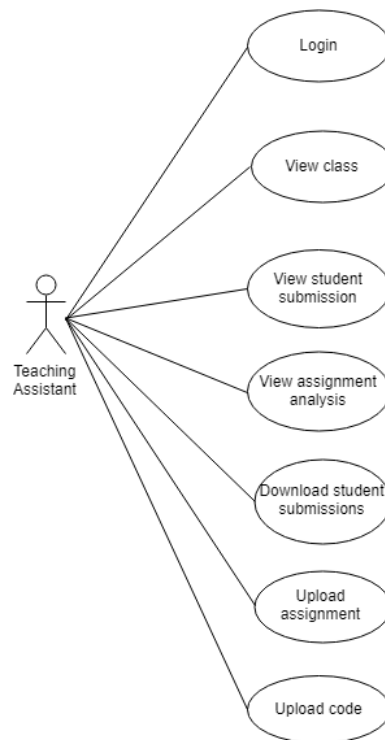 Login
View class
View student
submission
Teaching
Assistant
View assignment
analysis
Download student
submissions
Upload
assignment
Upload code